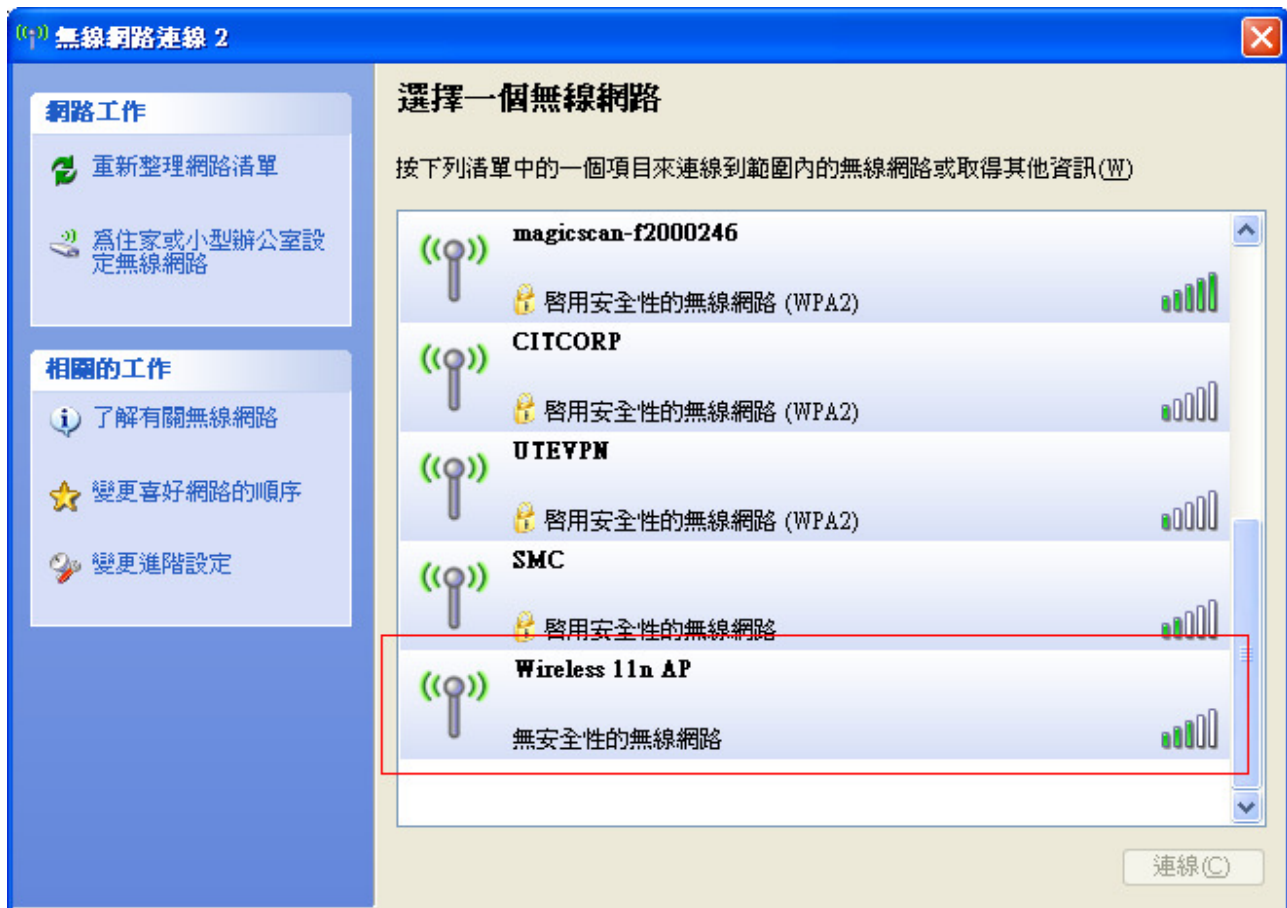 無線網路連線 2
網路工作
重新整理網路清單
為住家或小型辦公室設
定無線網路
相關的工作
了解有關無線網路
變更喜好網路的順序
變更進階設定
選擇一個無線網路
按下列清單中的一個項目來連線到範圍內的無線網路或取得其他資訊(W)
magicscan-f2000246
啟用安全性的無線網路 (WPA2)
CITCORP
啟用安全性的無線網路 (WPA2)
UTEVPN
啟用安全性的無線網路 (WPA2)
SMC
啟用安全性的無線網路
Wireless 11n AP
無安全性的無線網路
連線(C)